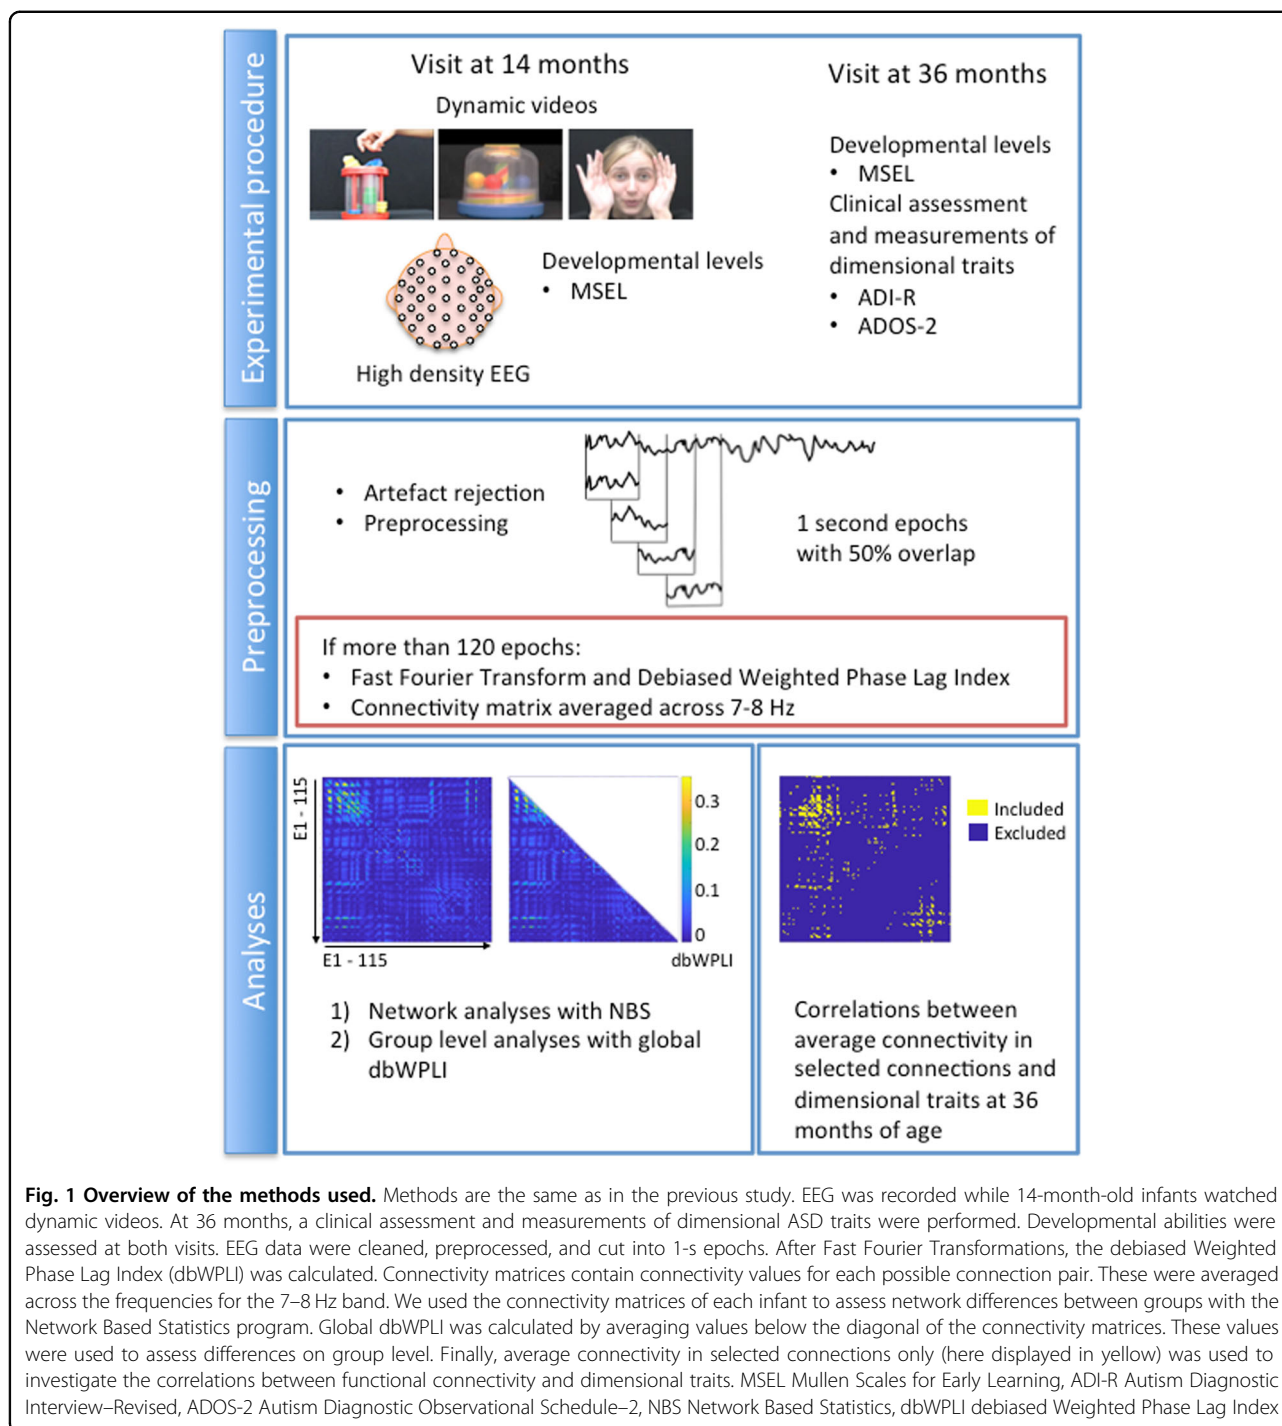 Experimental procedure
Visit at 14 months
Dynamic videos
Developmental levels
• MSEL
High density EEG
Visit at 36 months
Developmental levels
• MSEL
Clinical assessment
and measurements of
dimensional traits
• ADI-R
• ADOS-2
Preprocessing
• Artefact rejection
• Preprocessing
1 second epochs
with 50% overlap
If more than 120 epochs:
• Fast Fourier Transform and Debiased Weighted Phase Lag Index
• Connectivity matrix averaged across 7-8 Hz
Analyses
E1 - 115
E1 - 115
0.3
0.2
0.1
0
dbWPLI
1) Network analyses with NBS
2) Group level analyses with global
dbWPLI
Included
Excluded
Correlations between
average connectivity in
selected connections and
dimensional traits at 36
months of age
Fig. 1 Overview of the methods used. Methods are the same as in the previous study. EEG was recorded while 14-month-old infants watched
dynamic videos. At 36 months, a clinical assessment and measurements of dimensional ASD traits were performed. Developmental abilities were
assessed at both visits. EEG data were cleaned, preprocessed, and cut into 1-s epochs. After Fast Fourier Transformations, the debiased Weighted
Phase Lag Index (dbWPLI) was calculated. Connectivity matrices contain connectivity values for each possible connection pair. These were averaged
across the frequencies for the 7–8 Hz band. We used the connectivity matrices of each infant to assess network differences between groups with the
Network Based Statistics program. Global dbWPLI was calculated by averaging values below the diagonal of the connectivity matrices. These values
were used to assess differences on group level. Finally, average connectivity in selected connections only (here displayed in yellow) was used to
investigate the correlations between functional connectivity and dimensional traits. MSEL Mullen Scales for Early Learning, ADI-R Autism Diagnostic
Interview–Revised, ADOS-2 Autism Diagnostic Observational Schedule–2, NBS Network Based Statistics, dbWPLI debiased Weighted Phase Lag Index